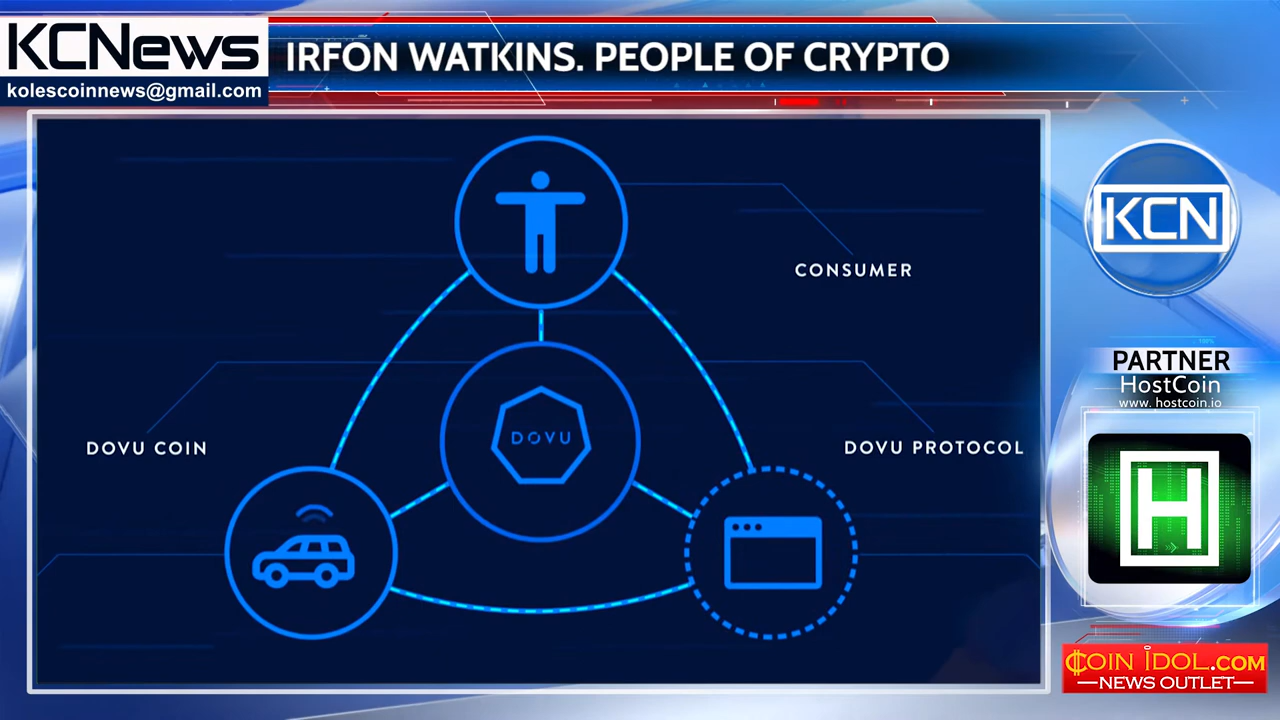 KCNews
kolescoinnews@gmail.com
IRFON WATKINS. PEOPLE OF CRYPTO
CONSUMER
DOVU COIN
DOVU
DOVU PROTOCOL
KCN
100%
PARTNER
HostCoin
www. hostcoin.io
H
COIN IDOL.COM
NEWS OUTLET